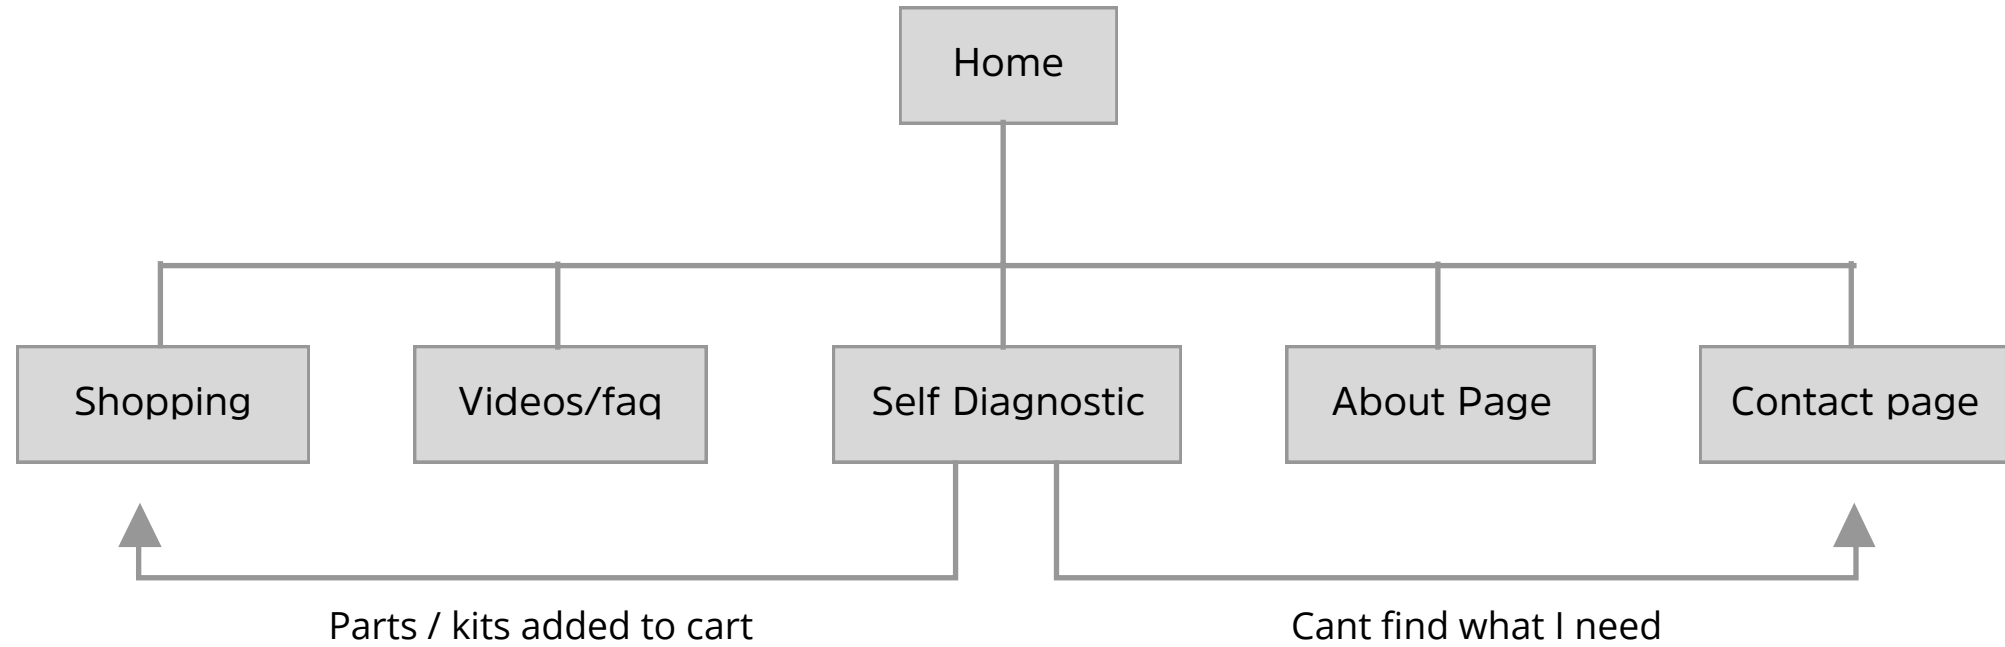 Home
Shopping
Videos/faq
Self Diagnostic
About Page
Contact page
Parts / kits added to cart
Cant find what I need